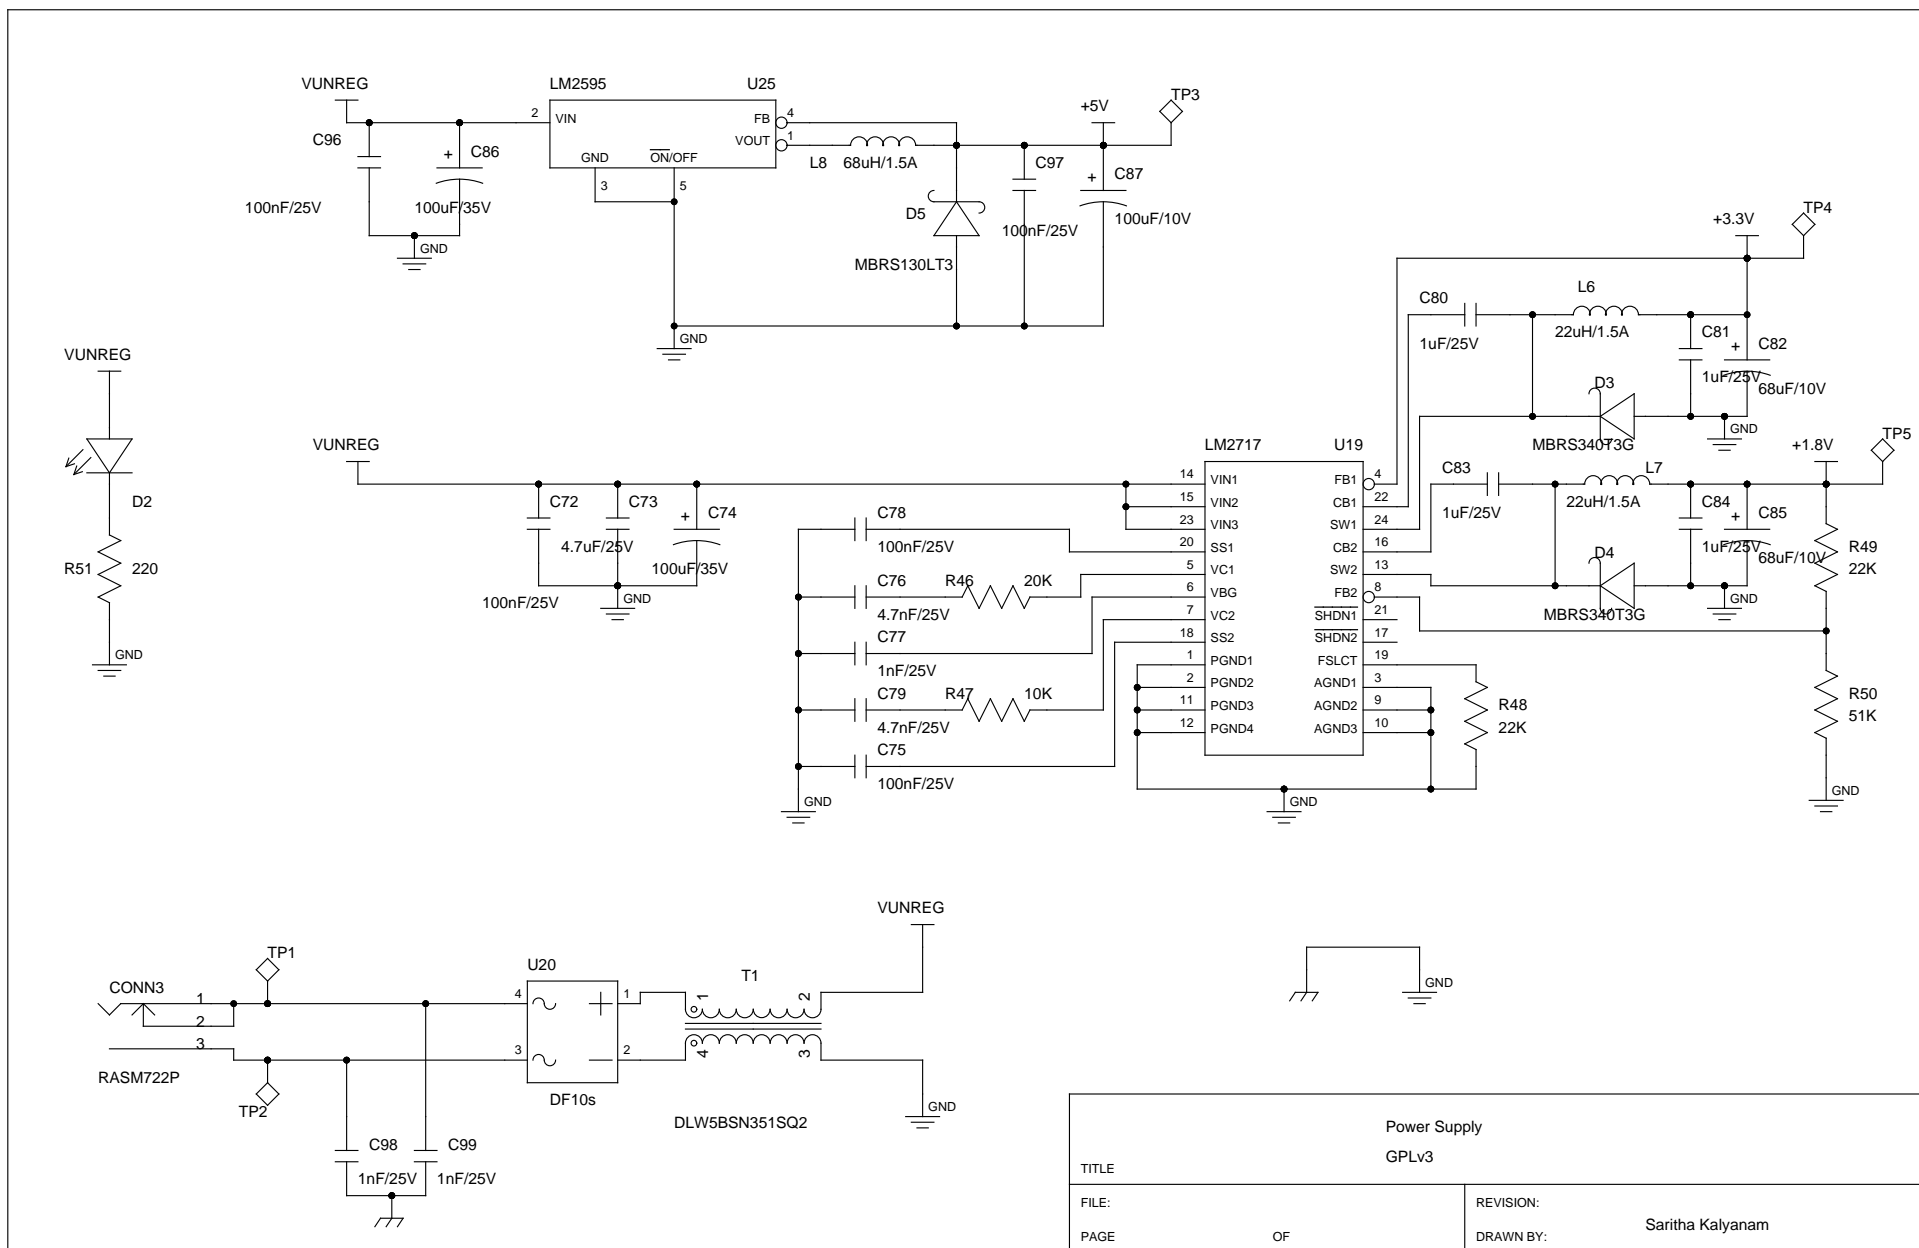 VUNREG
C96
100nF/25V
+
C86
100uF/35V
GND
LM2595
U25
2
VIN
FB
4
VOUT
1
GND
ON/OFF
3
5
L8
68uH/1.5A
D5
MBRS130LT3
C97
100nF/25V
+5V
+
C87
100uF/10V
TP3
GND
VUNREG
D2
R51
220
GND
VUNREG
C72
100nF/25V
C73
4.7uF/25V
+
C74
100uF/35V
GND
C78
100nF/25V
C76
4.7nF/25V
R46
20K
C77
1nF/25V
C79
4.7nF/25V
R47
10K
C75
100nF/25V
GND
LM2717
U19
14
VIN1
15
VIN2
23
VIN3
20
SS1
5
VC1
6
VBG
7
VC2
18
SS2
1
PGND1
2
PGND2
11
PGND3
12
PGND4
FB1
4
CB1
22
SW1
24
CB2
16
SW2
13
FB2
8
SHDN1
21
SHDN2
17
FSLCT
19
AGND1
3
AGND2
9
AGND3
10
GND
R48
22K
C80
1uF/25V
L6
22uH/1.5A
+3.3V
TP4
C81
1uF/25V
+
C82
68uF/10V
D3
MBRS340T3G
GND
C83
1uF/25V
L7
22uH/1.5A
+1.8V
TP5
C84
1uF/25V
+
C85
68uF/10V
D4
MBRS340T3G
GND
R49
22K
R50
51K
GND
CONN3
1
2
3
RASM722P
TP1
TP2
C98
1nF/25V
C99
1nF/25V
U20
4
3
1
2
DF10s
T1
1
2
4
3
DLW5BSN351SQ2
VUNREG
GND
GND
Power Supply
GPLv3
TITLE
FILE:
REVISION:
PAGE OF
DRAWN BY: Saritha Kalyanam